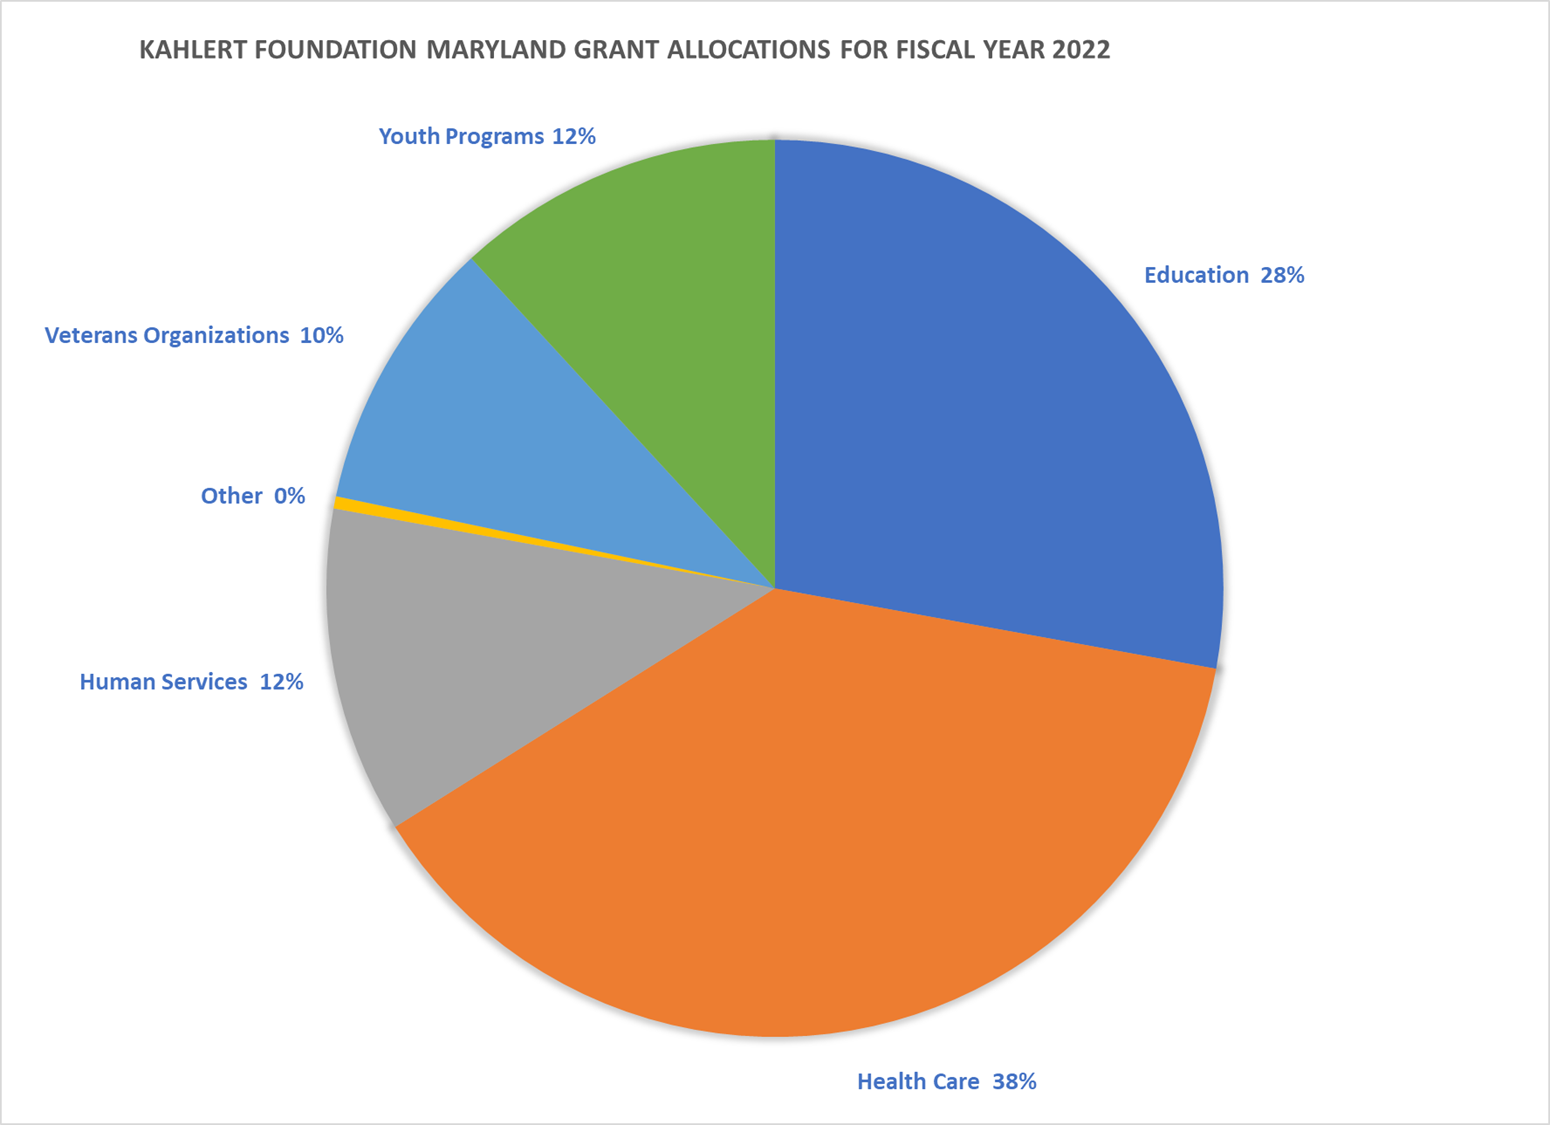 KAHLERT FOUNDATION MARYLAND GRANT ALLOCATIONS FOR FISCAL YEAR 2022
Youth Programs 12%
Education 28%
Veterans Organizations 10%
Other 0%
Human Services 12%
Health Care 38%